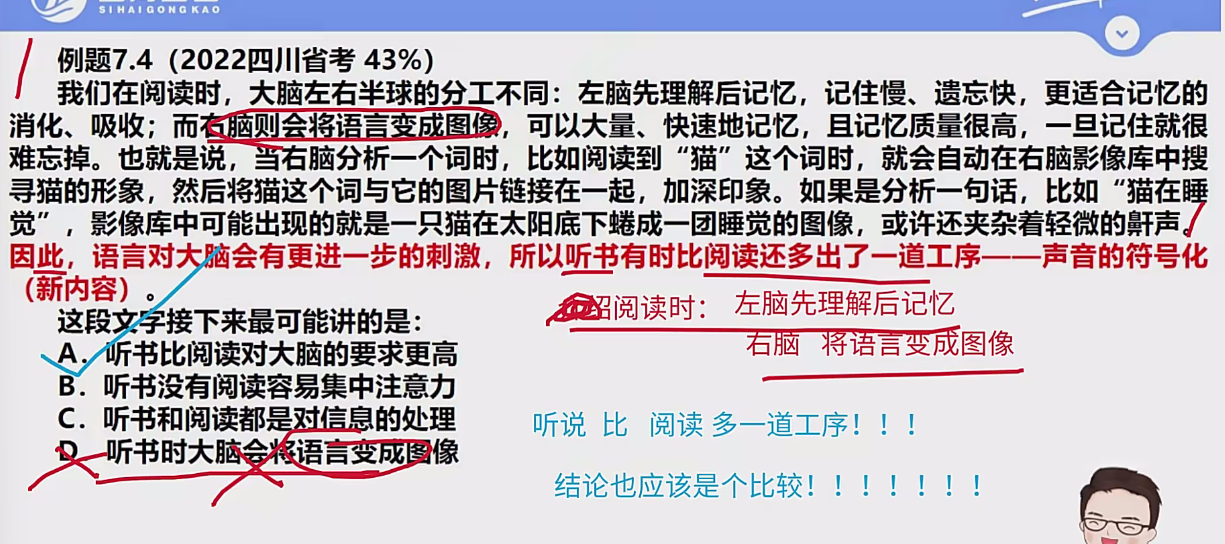 SIHAIGONGKAO
例题7.4（2022四川省考 43%）
我们在阅读时，大脑左右半球的分工不同：左脑先理解后记忆，记住慢、遗忘快，更适合记忆的
消化、吸收；而右脑则会将语言变成图像，可以大量、快速地记忆，且记忆质量很高，一旦记住就很
难忘掉。也就是说，当右脑分析一个词时，比如阅读到“猫”这个词时，就会自动在右脑影像库中搜
寻猫的形象，然后将猫这个词与它的图片链接在一起，加深印象。如果是分析一句话，比如“猫在睡
觉”，影像库中可能出现的就是一只猫在太阳底下蜷成一团睡觉的图像，或许还夹杂着轻微的鼾声。
因此，语言对大脑会有更进一步的刺激，所以听书有时比阅读还多出了一道工序——声音的符号化
（新内容）。
绍阅读时： 左脑先理解后记忆
右脑 将语言变成图像
这段文字接下来最可能讲的是：
A．听书比阅读对大脑的要求更高
B．听书没有阅读容易集中注意力
C．听书和阅读都是对信息的处理
D．听书时大脑会将语言变成图像
听说 比 阅读 多一道工序！！！
结论也应该是个比较！！！！！！！